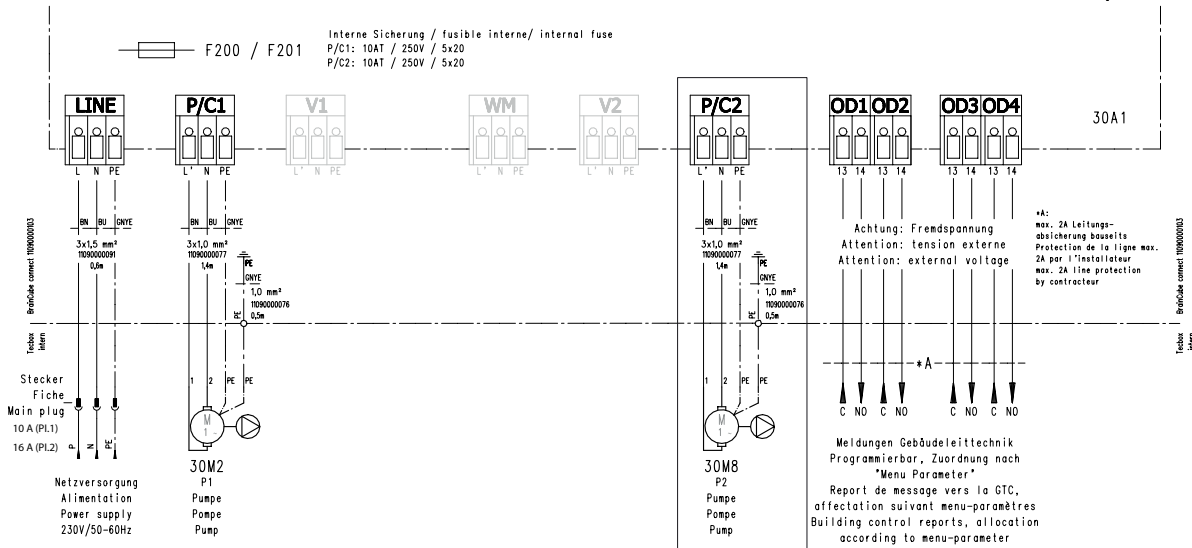 F200 / F201
Interne Sicherung / fusible interne/ internal fuse
P/C1: 10AT / 250V / 5x20
P/C2: 10AT / 250V / 5x20
LINE
P/C1
V1
WM
V2
P/C2
OD1 OD2
OD3 OD4
30A1
L N PE
L' N PE
L' N PE
L' N PE
L' N PE
L' N PE
13 14 13 14
13 14 13 14
BN BU GNYE
3x1,5 mm²
11090000091
0,6m
BN BU GNYE
3x1,0 mm²
11090000077
1,4m
PE
GNYE
1,0 mm²
11090000076
0,5m
PE
BN BU GNYE
3x1,0 mm²
11090000077
1,4m
PE
GNYE
1,0 mm²
11090000076
0,5m
PE
Achtung: Fremdspannung
Attention: tension externe
Attention: external voltage
*A:
max. 2A Leitungs-
absicherung bauseits
Protection de la ligne max.
2A par l'installateur
max. 2A line protection
by contracteur
BrainCube connect 11090000103
Tecbox
intern
BrainCube connect 11090000103
Tecbox
intern
Stecker
Fiche
Main plug
10 A (Pl.1)
16 A (Pl.2)
P N PE
Netzversorgung
Alimentation
Power supply
230V/50-60Hz
1 2 PE PE
M
1~
30M2
P1
Pumpe
Pompe
Pump
1 2 PE PE
M
1~
30M8
P2
Pumpe
Pompe
Pump
*A
C NO C NO
C NO C NO
Meldungen Gebäudeleittechnik
Programmierbar, Zuordnung nach
"Menu Parameter"
Report de message vers la GTC,
affectation suivant menu-paramètres
Building control reports, allocation
according to menu-parameter